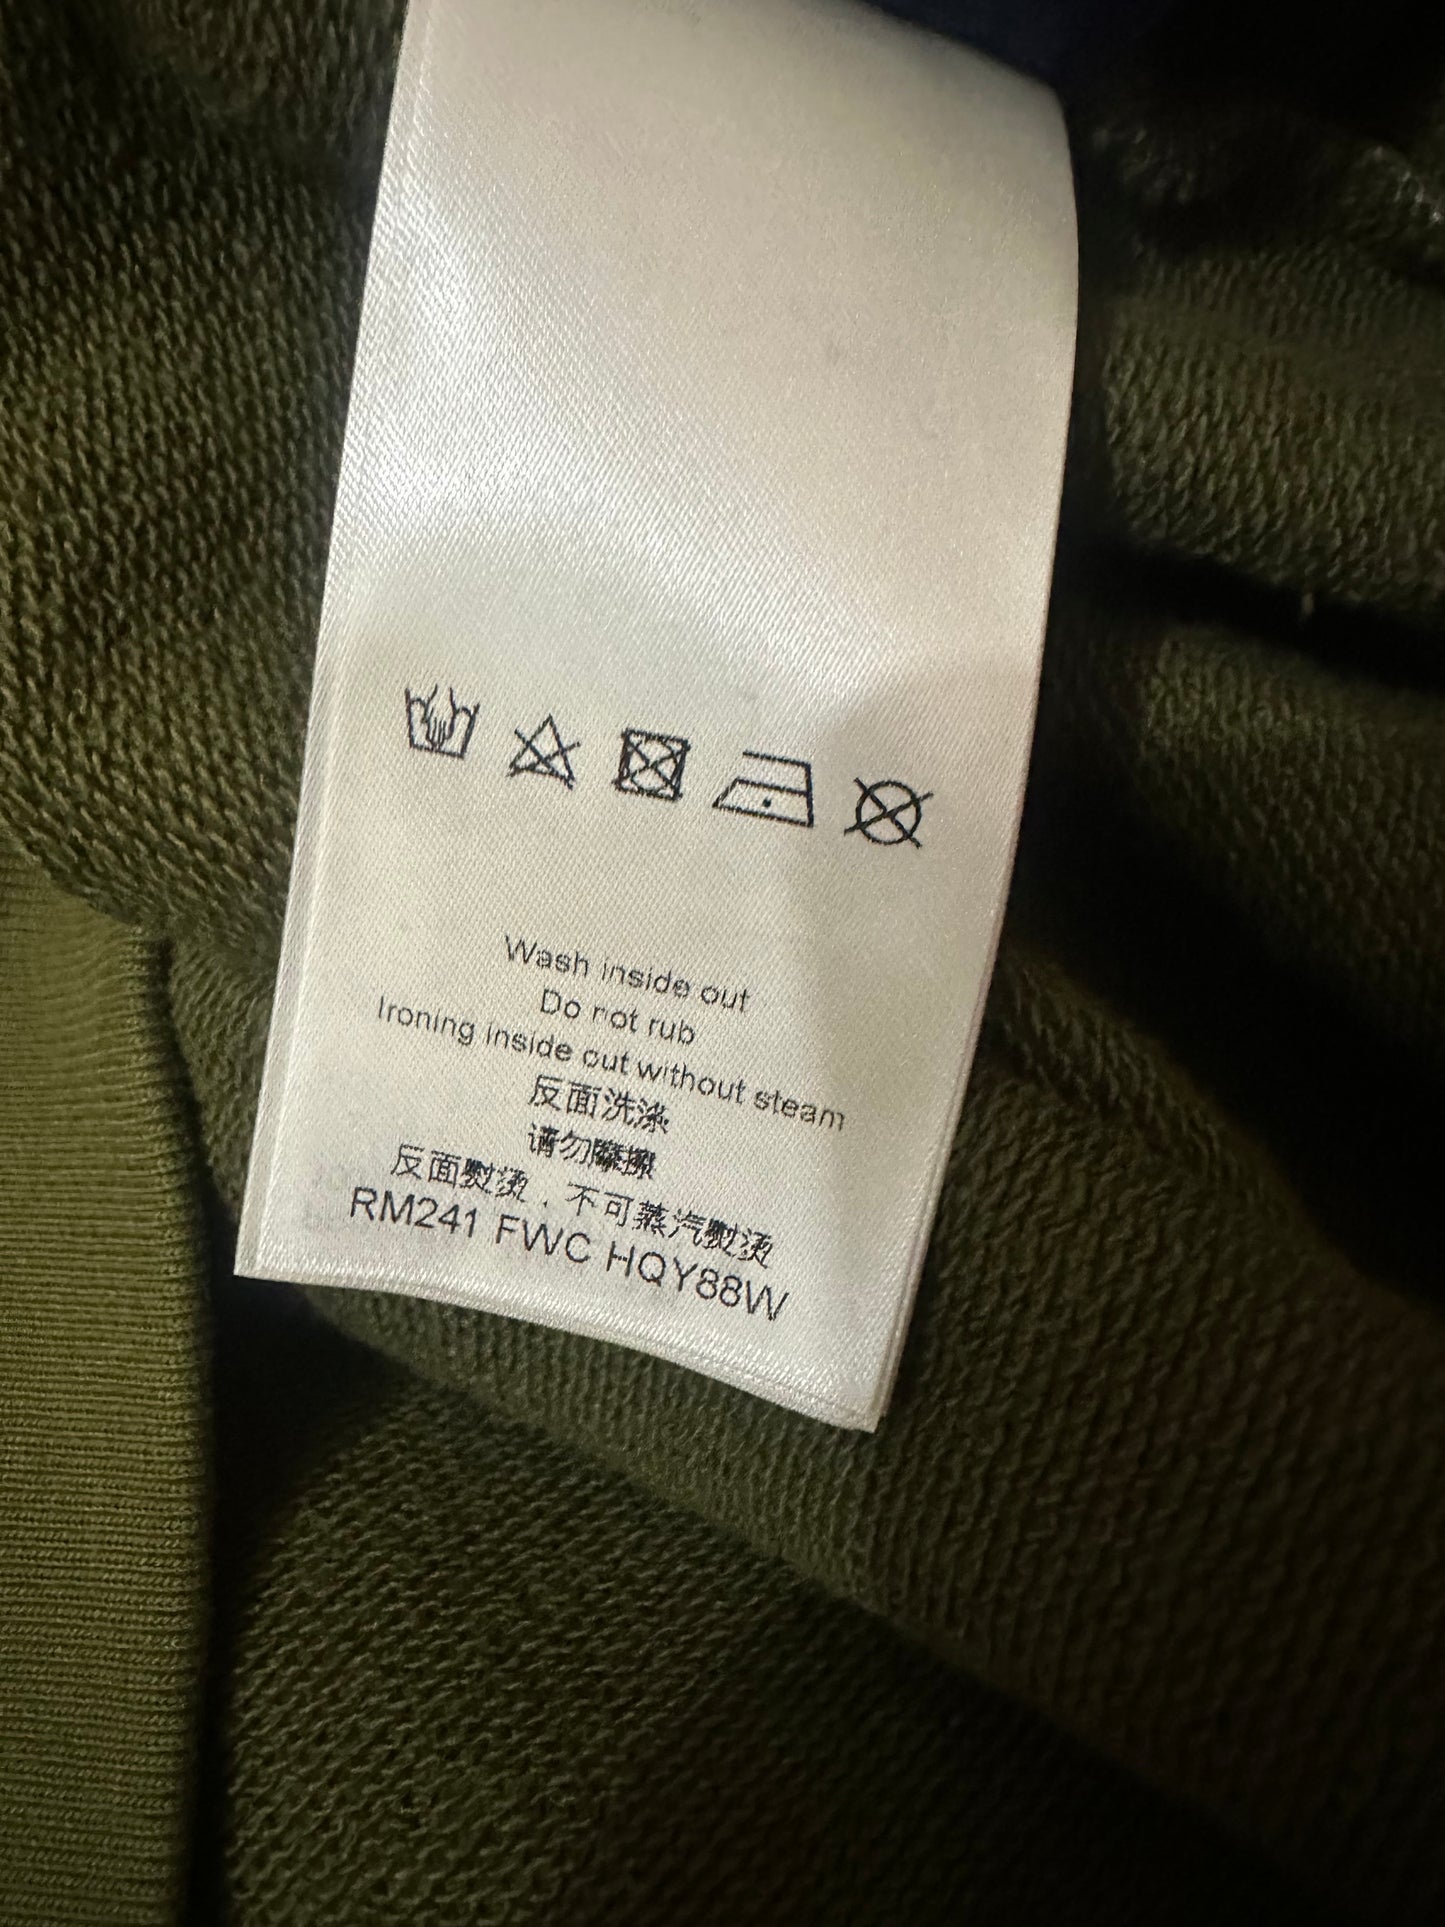 Wash inside out
Do not rub
Ironing inside out without steam
反面洗涤
请勿摩擦
反面熨烫，不可蒸汽熨烫
RM241 FWC HQY88W